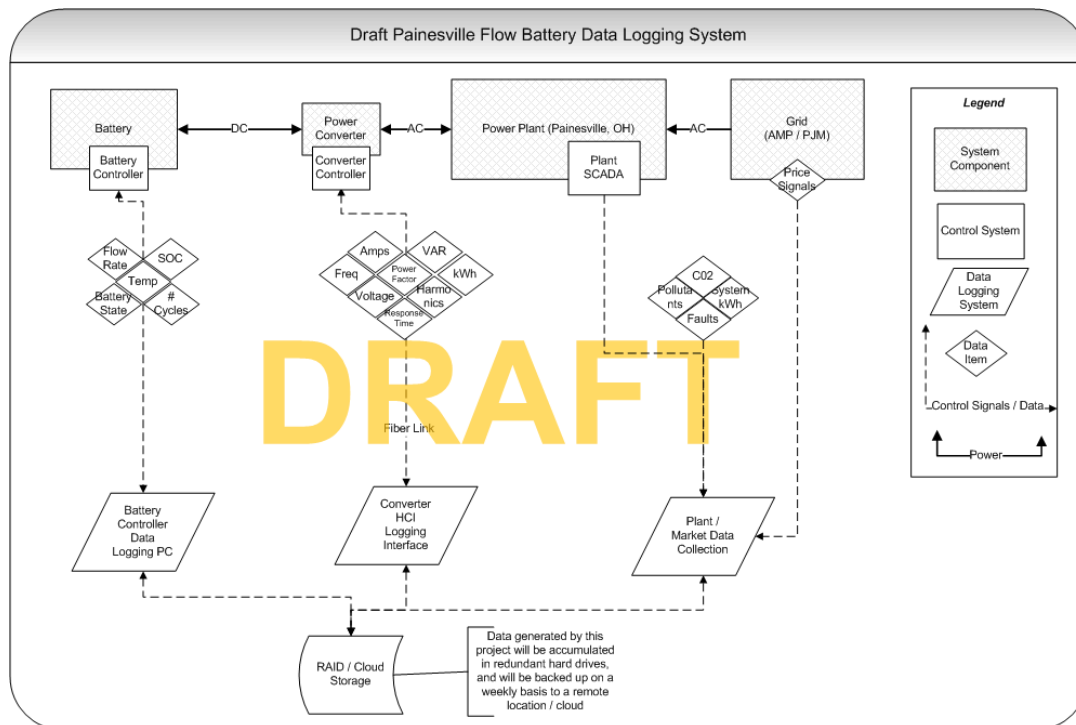 Draft Painesville Flow Battery Data Logging System
Battery
DC
Power
Converter
AC
Power Plant (Painesville, OH)
AC
Grid
(AMP / PJM)
Battery
Controller
Converter
Controller
Plant
SCADA
Price
Signals
Flow
Rate
SOC
Temp
Battery
State
#
Cycles
Amps
VAR
Freq
Power
Factor
kWh
Voltage
Harmo
nics
Response
Time
C02
Polluta
nts
System
kWh
Faults
DRAFT
Fiber Link
Battery
Controller
Data
Logging PC
Converter
HCI
Logging
Interface
Plant /
Market Data
Collection
RAID / Cloud
Storage
Data generated by this
project will be accumulated
in redundant hard drives,
and will be backed up on a
weekly basis to a remote
location / cloud
Legend
System
Component
Control System
Data
Logging
System
Data
Item
Control Signals / Data
Power